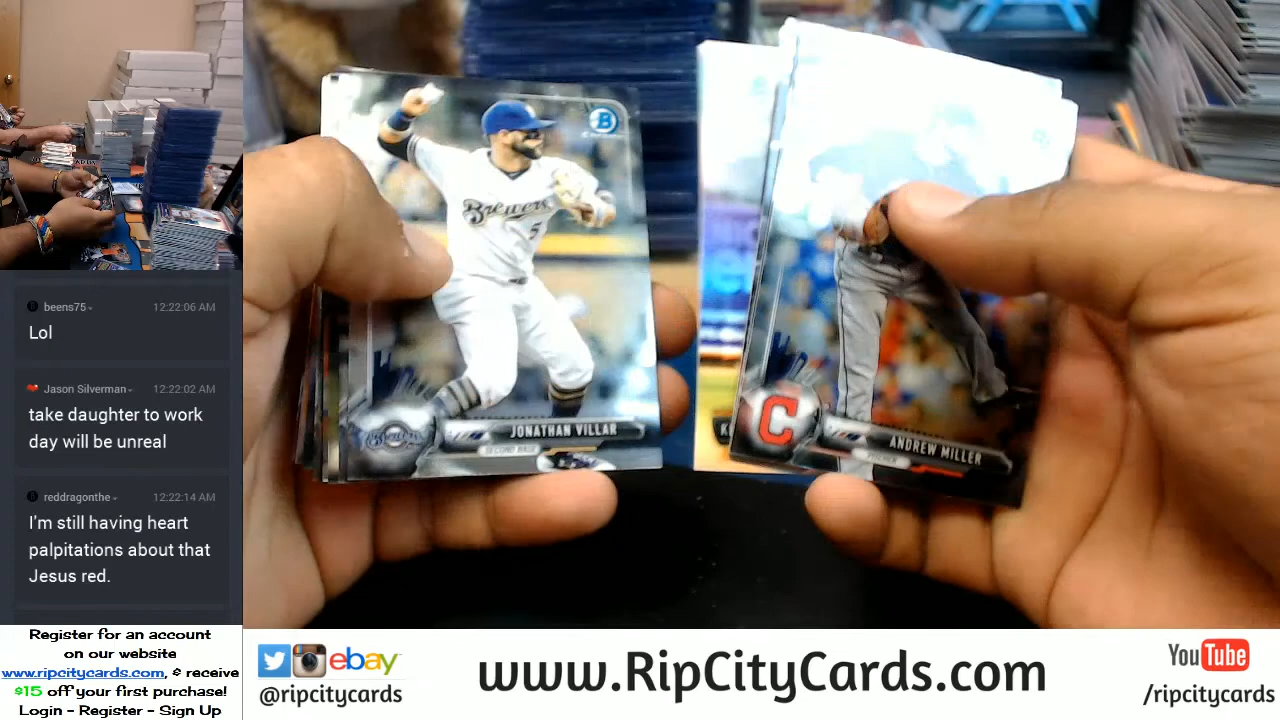 beens75
12:22:06 AM
Lol
Jason Silverman
12:22:02 AM
take daughter to work
day will be unreal
reddragonthe
12:22:14 AM
I'm still having heart
palpitations about that
Jesus red.
Register for an account
on our website
www.ripcitycards.com, & receive
$15 off your first purchase!
Login - Register - Sign Up
B
Brewers
5
Brewers
JONATHAN VILLAR
SECOND BASE
C
ANDREW MILLER
PITCHER
ebay
@ripcitycards
www.RipCityCards.com
YouTube
/ripcitycards